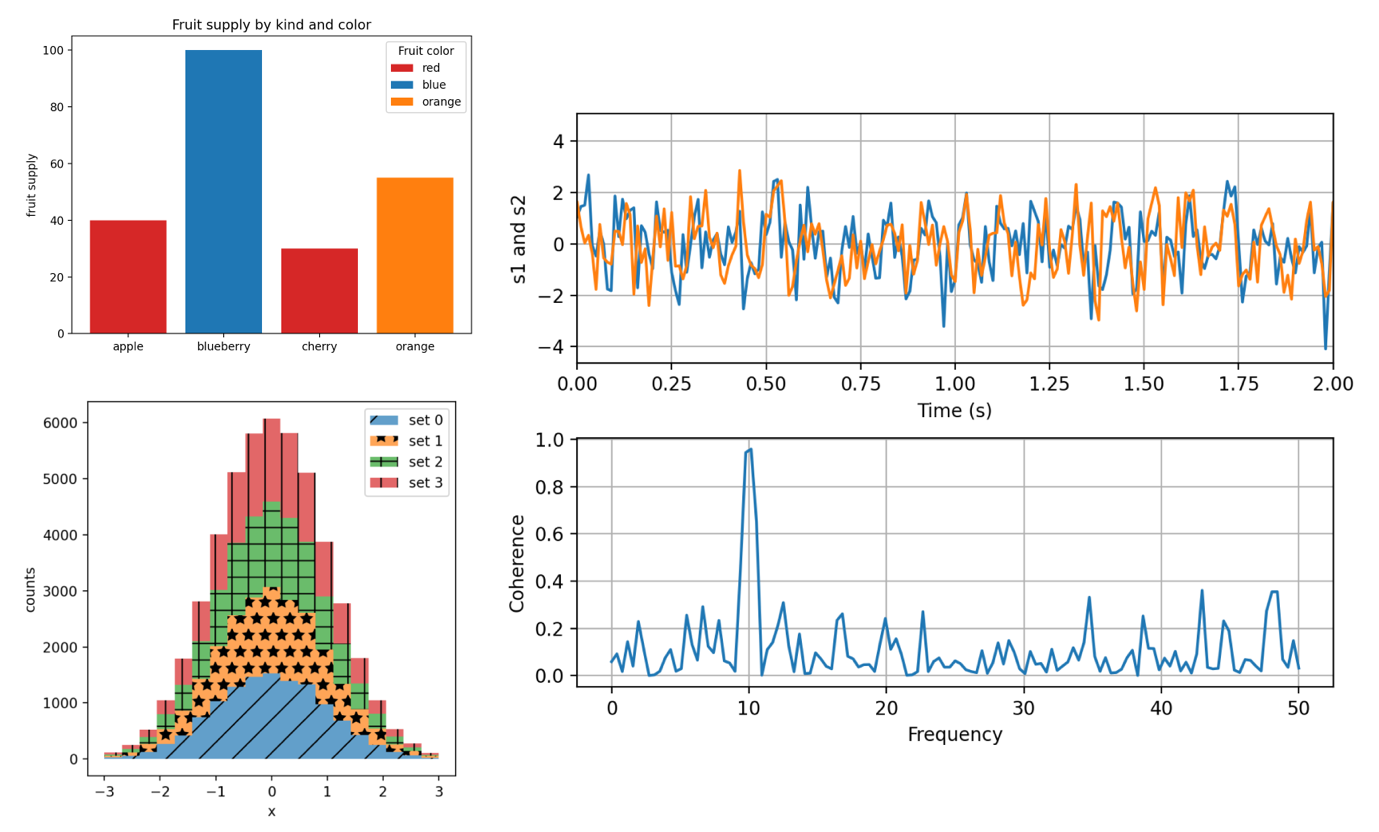 Fruit supply by kind and color
fruit supply
100
80
60
40
20
0
apple blueberry cherry orange
Fruit color
red
blue
orange
s1 and s2
4
2
0
−2
−4
0.00 0.25 0.50 0.75 1.00 1.25 1.50 1.75 2.00
Time (s)
counts
6000
5000
4000
3000
2000
1000
0
−3 −2 −1 0 1 2 3
x
set 0
set 1
set 2
set 3
Coherence
1.0
0.8
0.6
0.4
0.2
0.0
0 10 20 30 40 50
Frequency